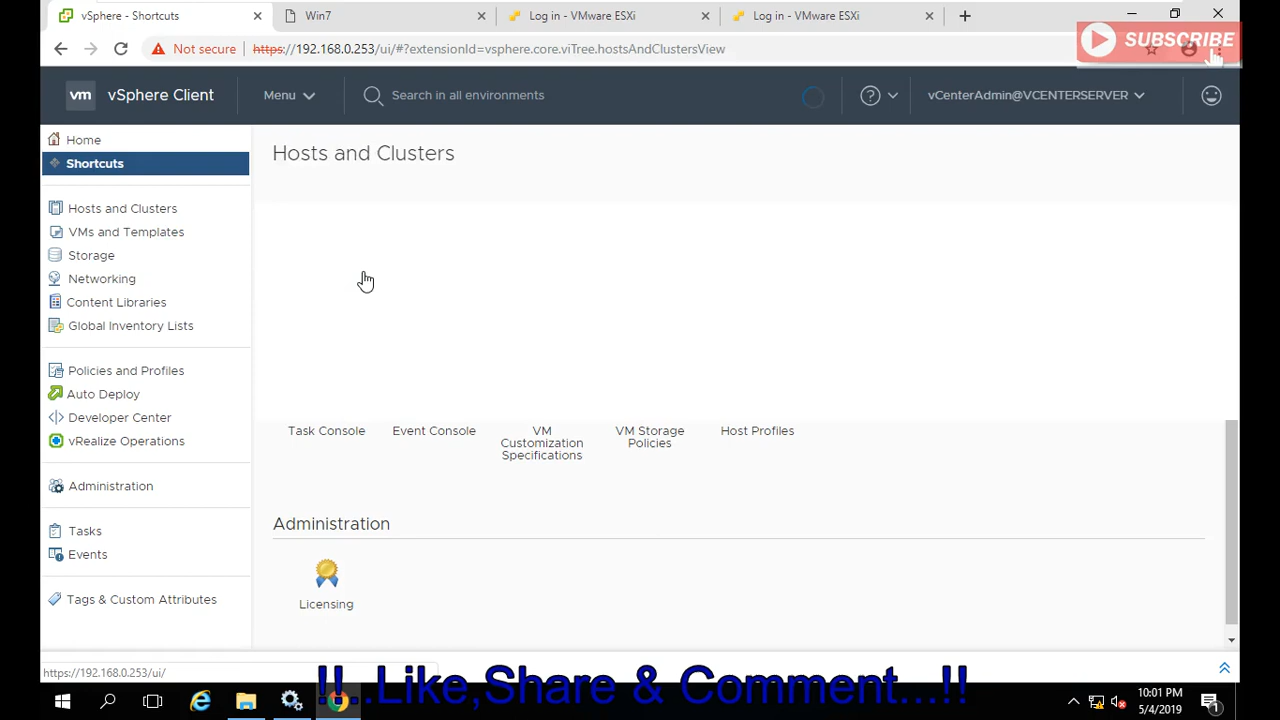 vSphere - Shortcuts
Win7
Log in - VMware ESXi
Log in - VMware ESXi
Not secure
https://192.168.0.253/ui/#?extensionId=vsphere.core.viTree.hostsAndClustersView
SUBSCRIBE
vm
vSphere Client
Menu
Search in all environments
vCenterAdmin@VCENTERSERVER
Home
Shortcuts
Hosts and Clusters
VMs and Templates
Storage
Networking
Content Libraries
Global Inventory Lists
Policies and Profiles
Auto Deploy
Developer Center
vRealize Operations
Administration
Tasks
Events
Tags & Custom Attributes
Hosts and Clusters
Task Console
Event Console
VM
Customization
Specifications
VM Storage
Policies
Host Profiles
Administration
Licensing
https://192.168.0.253/ui/
!!..Like,Share & Comment...!!
10:01 PM
5/4/2019
1